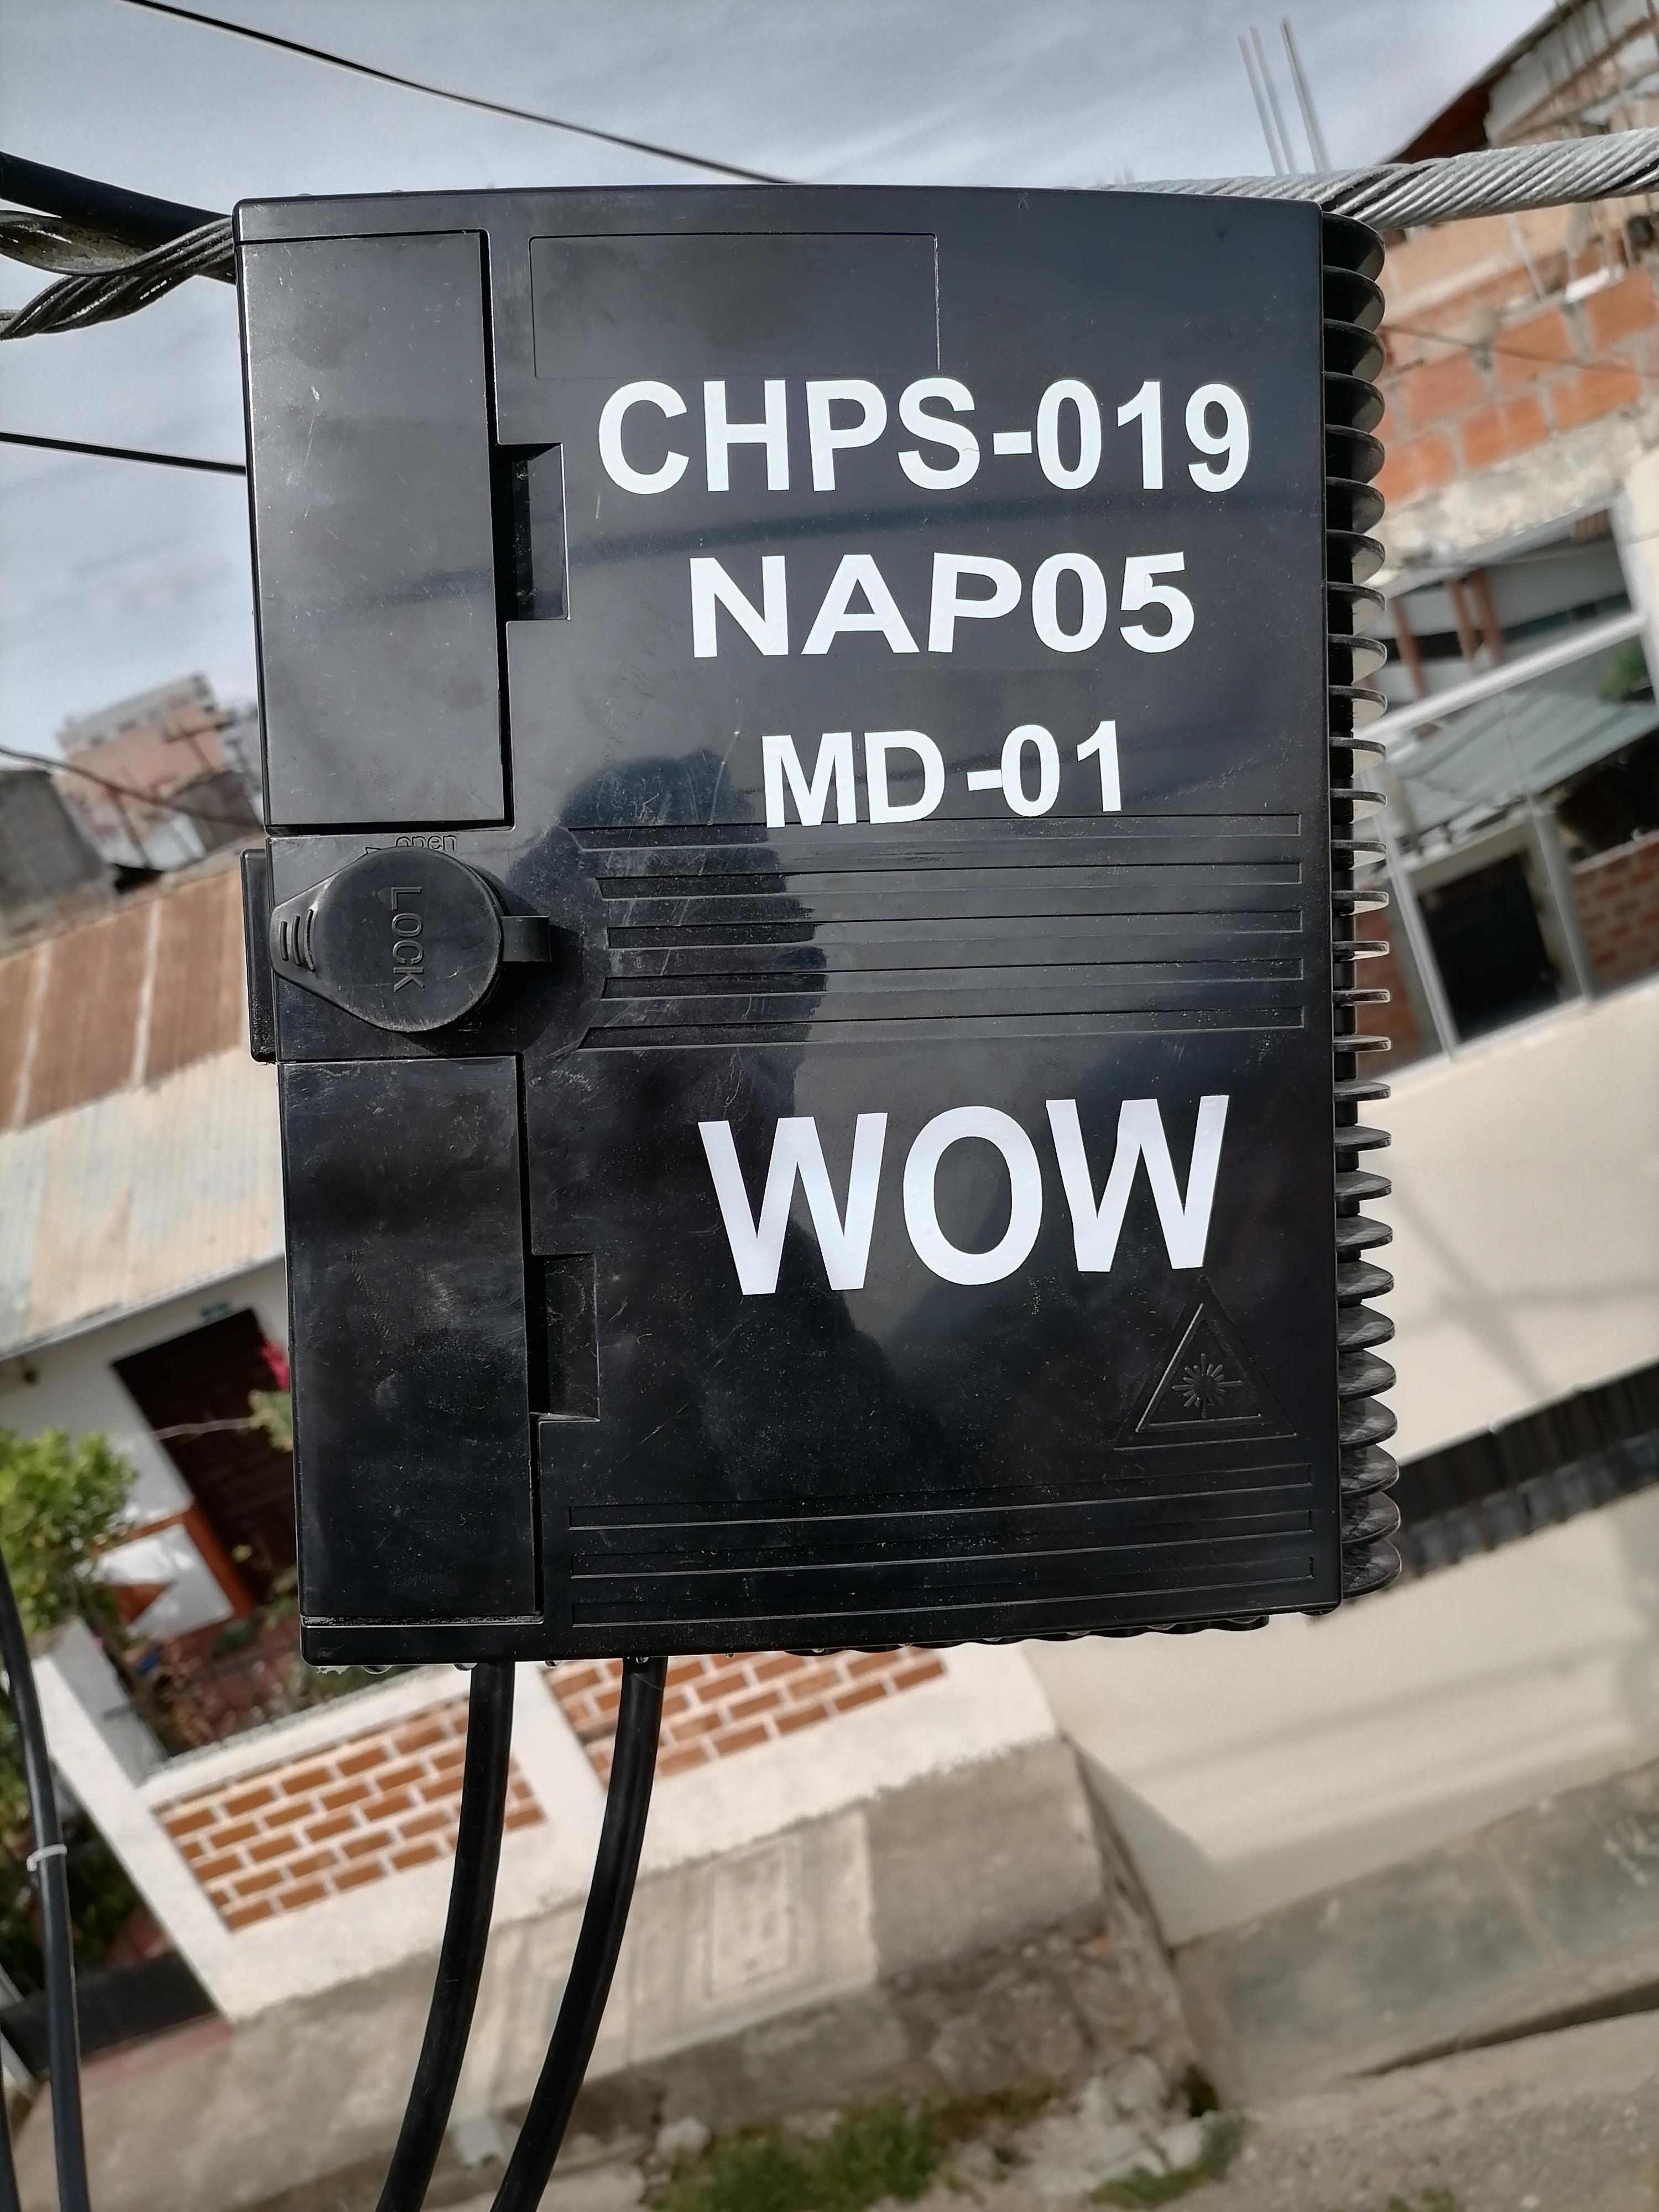 CHPS-019
NAP05
MD-01
open
LOCK
WOW